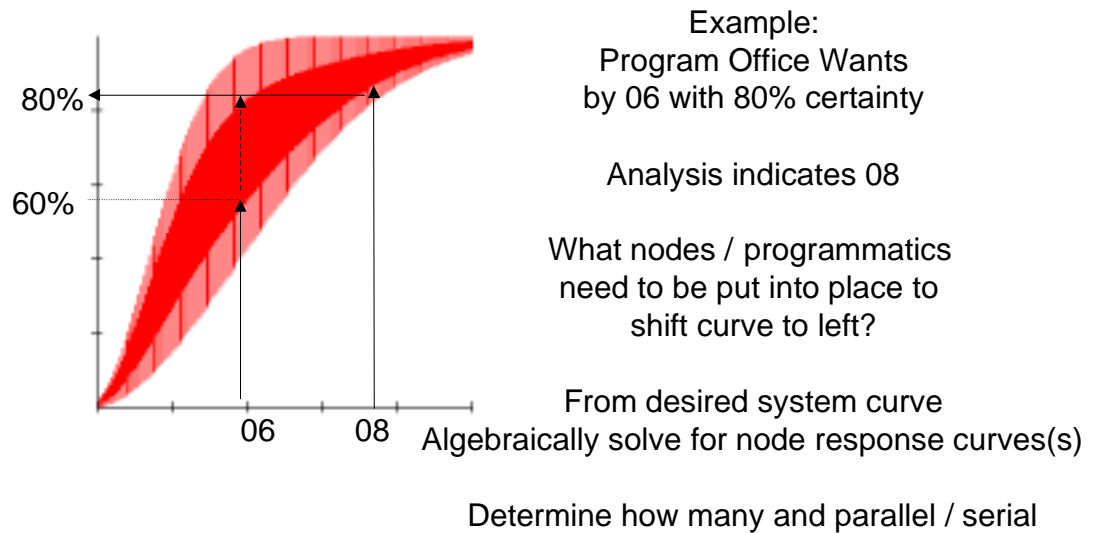 Example:
Program Office Wants
by 06 with 80% certainty
80%
Analysis indicates 08
60%
What nodes / programmatics
need to be put into place to
shift curve to left?
From desired system curve
06
08
Algebraically solve for node response curves(s)
Determine how many and parallel / serial